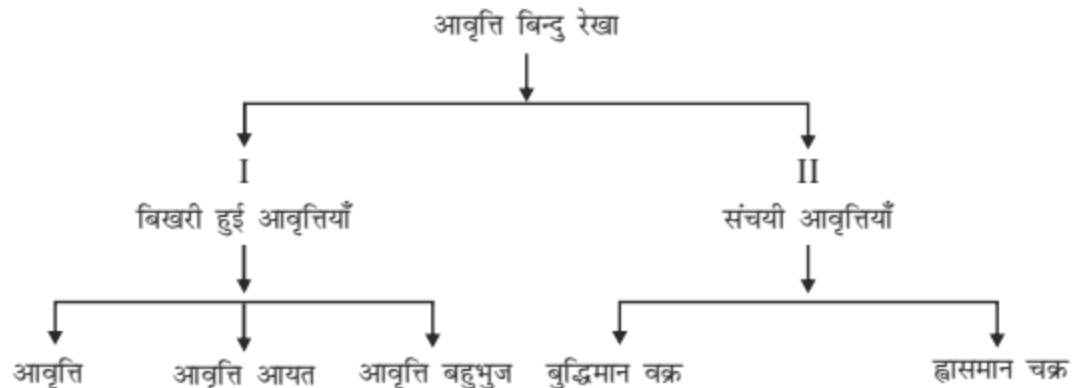 आवृत्ति बिन्दु रेखा
I
II
बिखरी हुई आवृत्तियाँ
संचयी आवृत्तियाँ
आवृत्ति
आवृत्ति आयत
आवृत्ति बहुभुज
बुद्धिमान वक्र
ह्वासमान चक्र